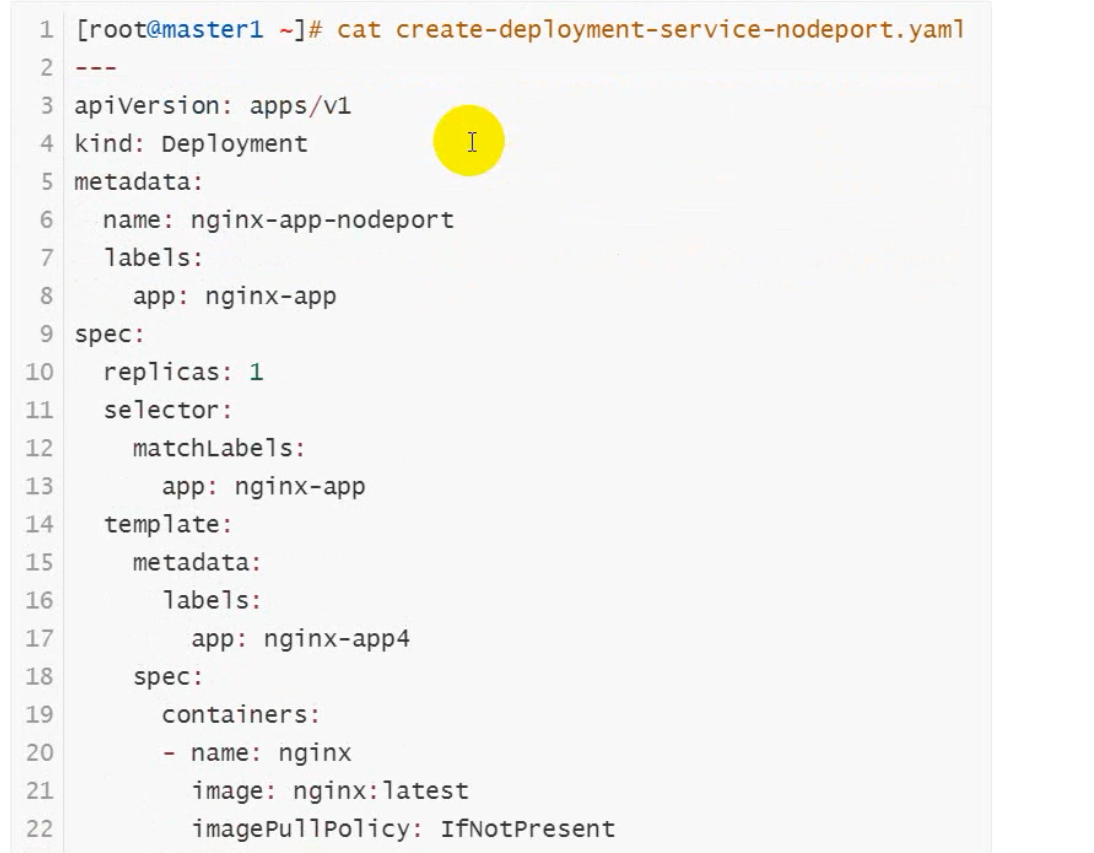 1 [root@master1 ~]# cat create-deployment-service-nodeport.yaml
2 ---
3 apiVersion: apps/v1
4 kind: Deployment
5 metadata:
6   name: nginx-app-nodeport
7   labels:
8     app: nginx-app
9 spec:
10   replicas: 1
11   selector:
12     matchLabels:
13       app: nginx-app
14   template:
15     metadata:
16       labels:
17         app: nginx-app4
18     spec:
19       containers:
20       - name: nginx
21         image: nginx:latest
22         imagePullPolicy: IfNotPresent